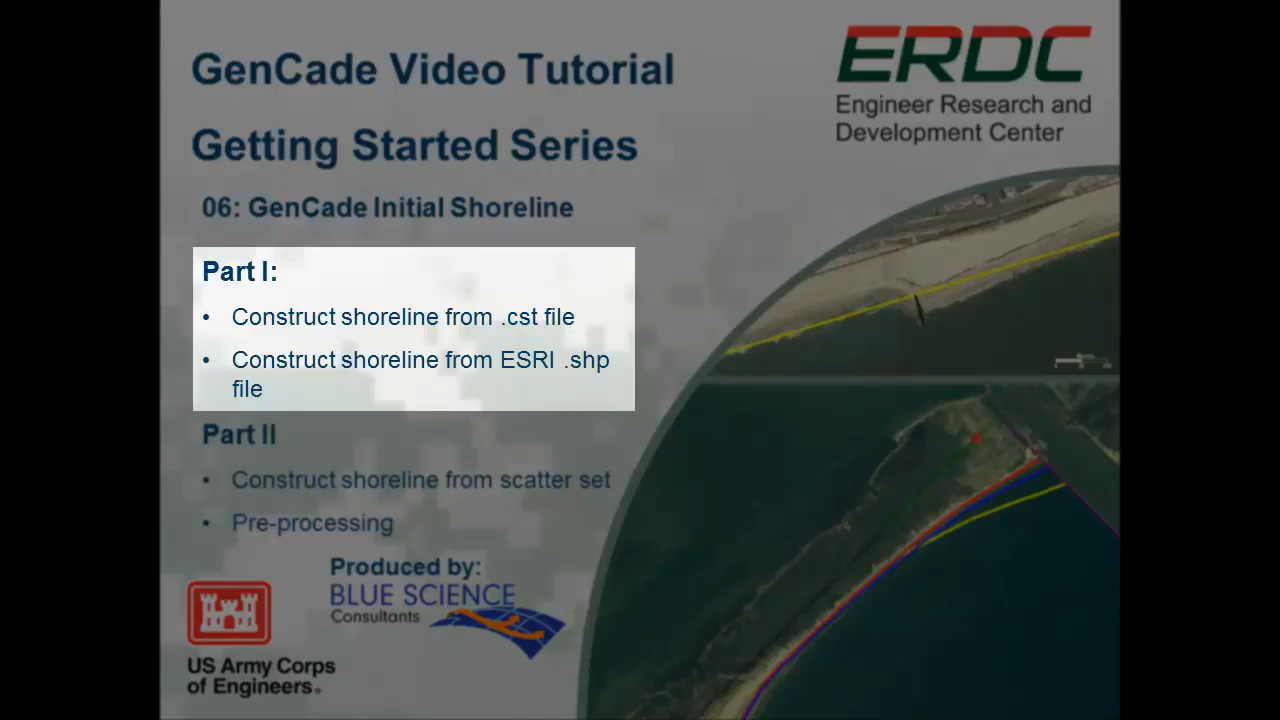 GenCade Video Tutorial
Getting Started Series
ERDC
Engineer Research and
Development Center
06: GenCade Initial Shoreline
Part I:
• Construct shoreline from .cst file
• Construct shoreline from ESRI .shp
file
Part II
• Construct shoreline from scatter set
• Pre-processing
Produced by:
BLUE SCIENCE
Consultants
US Army Corps
of Engineers®